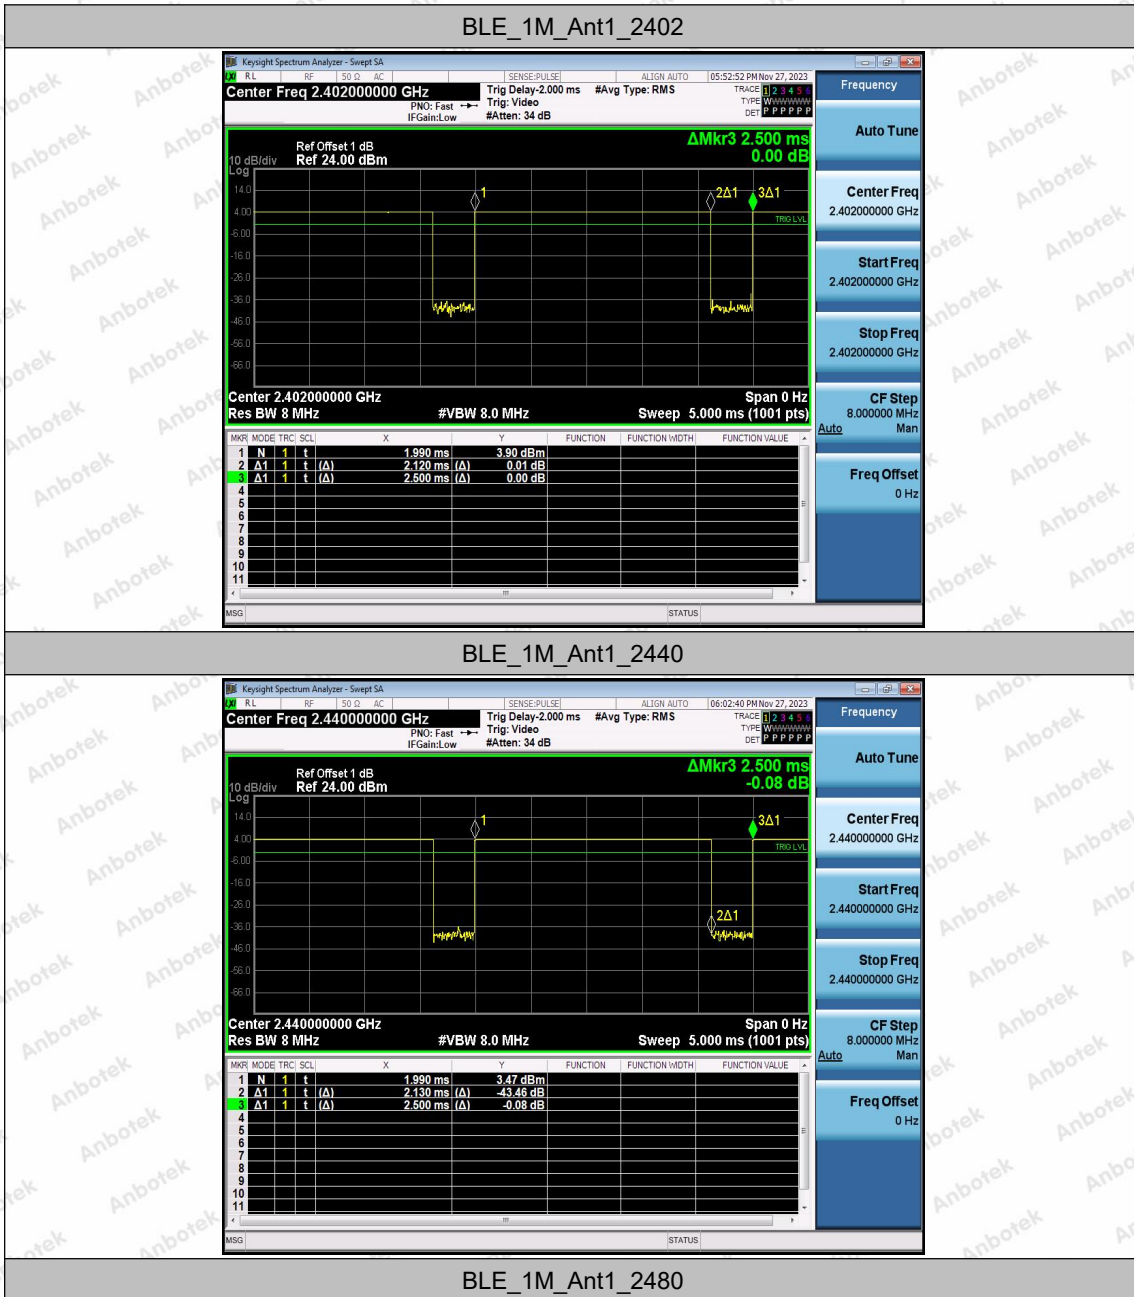 BLE_1M_Ant1_2402
Keysight Spectrum Analyzer - Swept SA
LXI RL RF 50 Ω AC SENSE:PULSE ALIGN AUTO 05:52:52 PM Nov 27, 2023
Center Freq 2.402000000 GHz
PNO: Fast
IFGain:Low
Trig Delay-2.000 ms
Trig: Video
#Atten: 34 dB
#Avg Type: RMS
TRACE 1 2 3 4 5 6
TYPE WWWWWW
DET P P P P P P
Frequency
ΔMkr3 2.500 ms
0.00 dB
Ref Offset 1 dB
10 dB/div Ref 24.00 dBm
Log
14.0
4.00
-6.00
-16.0
-26.0
-36.0
-46.0
-56.0
-66.0
1
2Δ1
3Δ1
TRIG LVL
Center 2.402000000 GHz Span 0 Hz
Res BW 8 MHz #VBW 8.0 MHz Sweep 5.000 ms (1001 pts)
MKR MODE TRC SCL X Y FUNCTION FUNCTION WIDTH FUNCTION VALUE
1 N 1 t 1.990 ms 3.90 dBm
2 Δ1 1 t (Δ) 2.120 ms (Δ) 0.01 dB
3 Δ1 1 t (Δ) 2.500 ms (Δ) 0.00 dB
4
5
6
7
8
9
10
11
MSG STATUS
Auto Tune
Center Freq
2.402000000 GHz
Start Freq
2.402000000 GHz
Stop Freq
2.402000000 GHz
CF Step
8.000000 MHz
Auto Man
Freq Offset
0 Hz
BLE_1M_Ant1_2440
Keysight Spectrum Analyzer - Swept SA
LXI RL RF 50 Ω AC SENSE:PULSE ALIGN AUTO 06:02:40 PM Nov 27, 2023
Center Freq 2.440000000 GHz
PNO: Fast
IFGain:Low
Trig Delay-2.000 ms
Trig: Video
#Atten: 34 dB
#Avg Type: RMS
TRACE 1 2 3 4 5 6
TYPE WWWWWW
DET P P P P P P
Frequency
ΔMkr3 2.500 ms
-0.08 dB
Ref Offset 1 dB
10 dB/div Ref 24.00 dBm
Log
14.0
4.00
-6.00
-16.0
-26.0
-36.0
-46.0
-56.0
-66.0
1
3Δ1
TRIG LVL
2Δ1
Center 2.440000000 GHz Span 0 Hz
Res BW 8 MHz #VBW 8.0 MHz Sweep 5.000 ms (1001 pts)
MKR MODE TRC SCL X Y FUNCTION FUNCTION WIDTH FUNCTION VALUE
1 N 1 t 1.990 ms 3.47 dBm
2 Δ1 1 t (Δ) 2.130 ms (Δ) -43.46 dB
3 Δ1 1 t (Δ) 2.500 ms (Δ) -0.08 dB
4
5
6
7
8
9
10
11
MSG STATUS
Auto Tune
Center Freq
2.440000000 GHz
Start Freq
2.440000000 GHz
Stop Freq
2.440000000 GHz
CF Step
8.000000 MHz
Auto Man
Freq Offset
0 Hz
BLE_1M_Ant1_2480